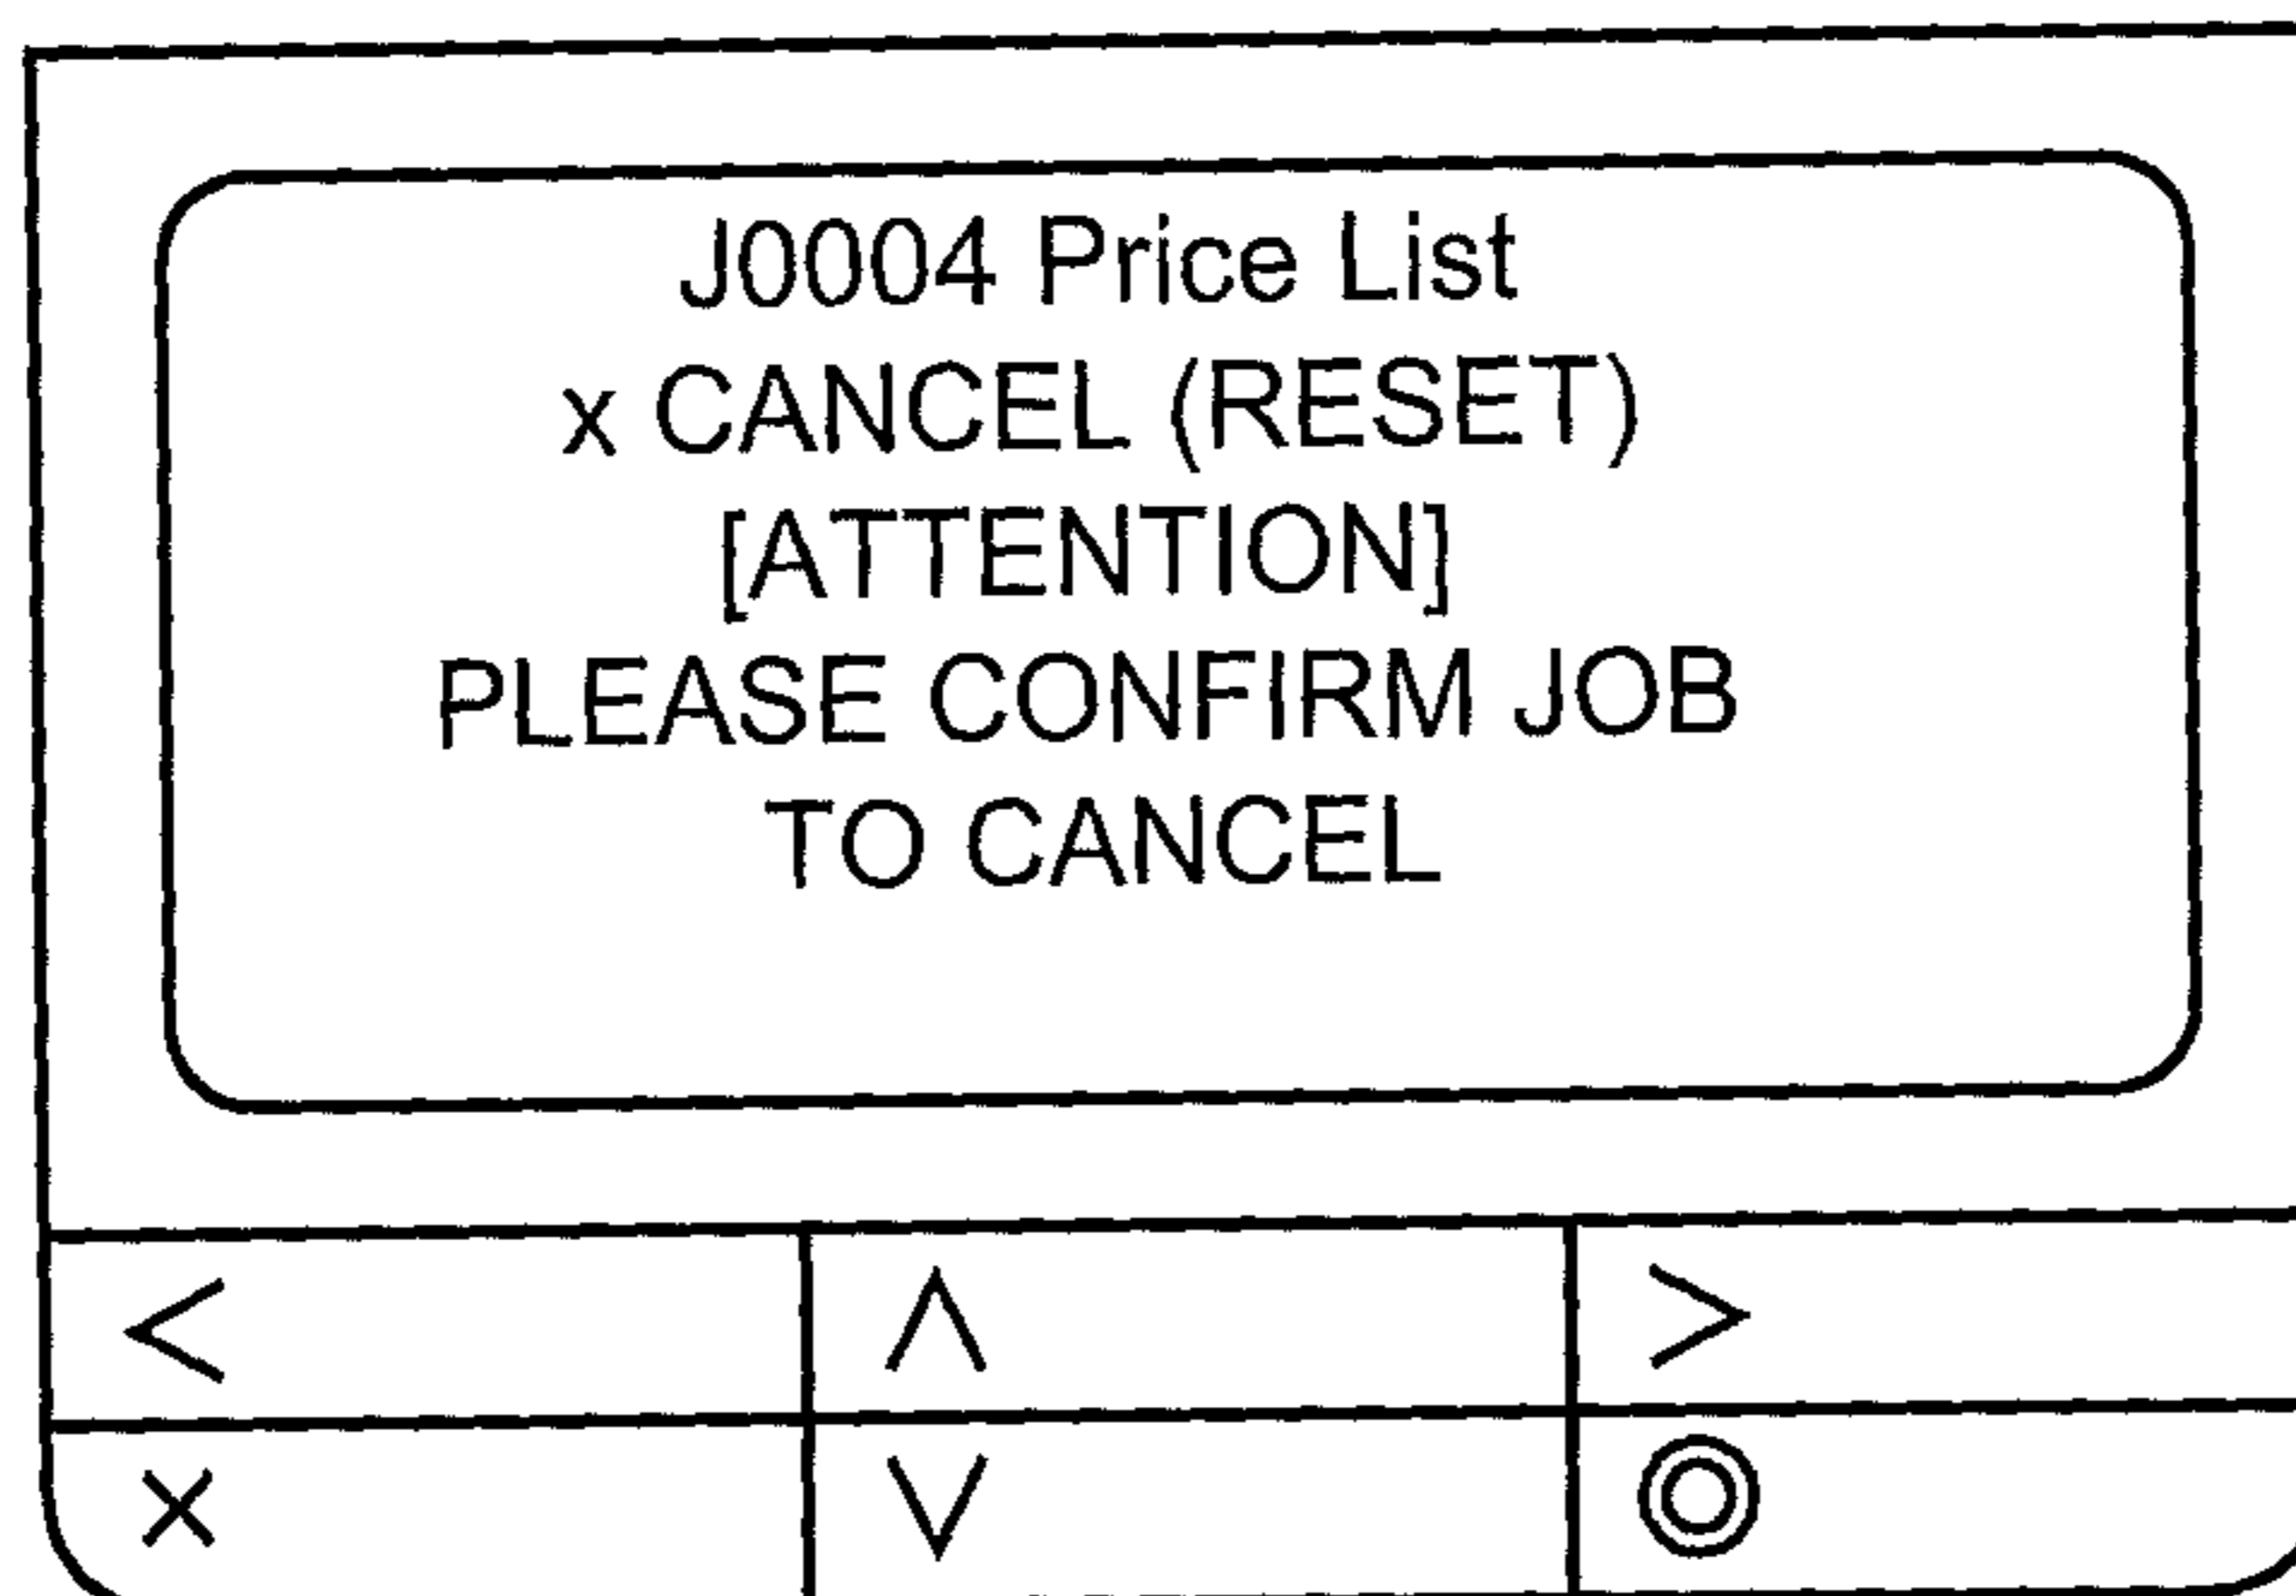 J0004 Price List
x CANCEL (RESET)
[ATTENTION]
PLEASE CONFIRM JOB
TO CANCEL
< ∧ >
× ∨ ◎